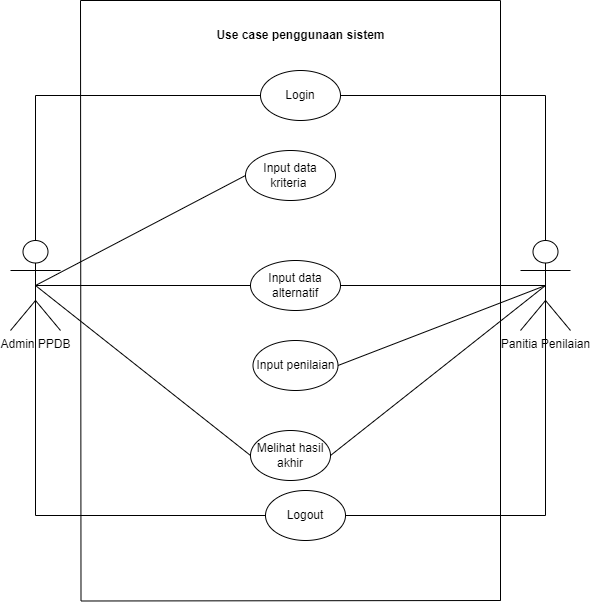 Use case penggunaan sistem
Login
Input data
kriteria
Input data
alternatif
Admin PPDB
Panitia Penilaian
Input penilaian
Melihat hasil
akhir
Logout